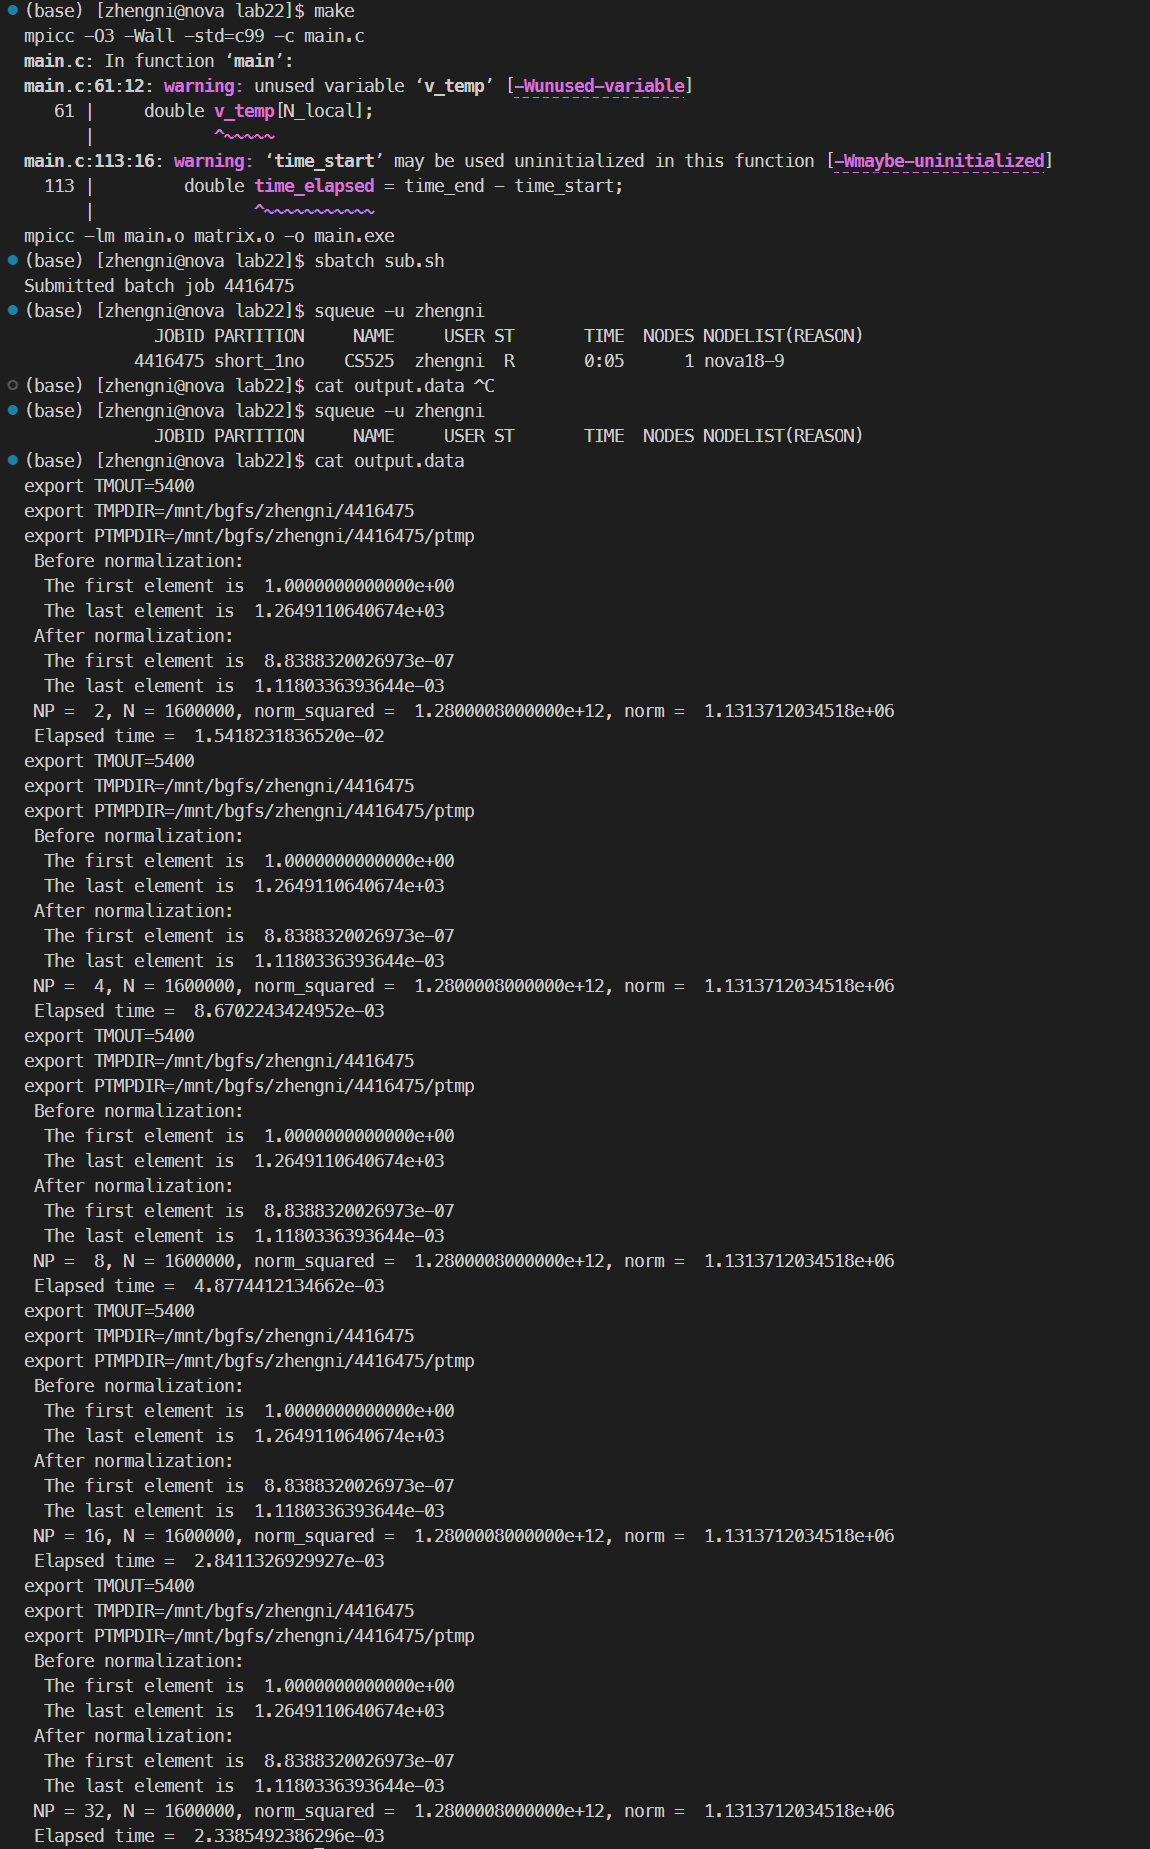 (base) [zhengni@nova lab22]$ make
mpicc -O3 -Wall -std=c99 -c main.c
main.c: In function ‘main’:
main.c:61:12: warning: unused variable ‘v_temp’ [-Wunused-variable]
   61 |     double v_temp[N_local];
      |            ^~~~~~
main.c:113:16: warning: ‘time_start’ may be used uninitialized in this function [-Wmaybe-uninitialized]
  113 |         double time_elapsed = time_end - time_start;
      |                ^~~~~~~~~~~~
mpicc -lm main.o matrix.o -o main.exe
(base) [zhengni@nova lab22]$ sbatch sub.sh
Submitted batch job 4416475
(base) [zhengni@nova lab22]$ squeue -u zhengni
             JOBID PARTITION     NAME     USER ST       TIME  NODES NODELIST(REASON)
           4416475 short_1no    CS525  zhengni  R       0:05      1 nova18-9
(base) [zhengni@nova lab22]$ cat output.data ^C
(base) [zhengni@nova lab22]$ squeue -u zhengni
             JOBID PARTITION     NAME     USER ST       TIME  NODES NODELIST(REASON)
(base) [zhengni@nova lab22]$ cat output.data
export TMOUT=5400
export TMPDIR=/mnt/bgfs/zhengni/4416475
export PTMPDIR=/mnt/bgfs/zhengni/4416475/ptmp
 Before normalization:
  The first element is  1.0000000000000e+00
  The last element is  1.2649110640674e+03
 After normalization:
  The first element is  8.8388320026973e-07
  The last element is  1.1180336393644e-03
 NP =  2, N = 1600000, norm_squared =  1.2800008000000e+12, norm =  1.1313712034518e+06
 Elapsed time =  1.5418231836520e-02
export TMOUT=5400
export TMPDIR=/mnt/bgfs/zhengni/4416475
export PTMPDIR=/mnt/bgfs/zhengni/4416475/ptmp
 Before normalization:
  The first element is  1.0000000000000e+00
  The last element is  1.2649110640674e+03
 After normalization:
  The first element is  8.8388320026973e-07
  The last element is  1.1180336393644e-03
 NP =  4, N = 1600000, norm_squared =  1.2800008000000e+12, norm =  1.1313712034518e+06
 Elapsed time =  8.6702243424952e-03
export TMOUT=5400
export TMPDIR=/mnt/bgfs/zhengni/4416475
export PTMPDIR=/mnt/bgfs/zhengni/4416475/ptmp
 Before normalization:
  The first element is  1.0000000000000e+00
  The last element is  1.2649110640674e+03
 After normalization:
  The first element is  8.8388320026973e-07
  The last element is  1.1180336393644e-03
 NP =  8, N = 1600000, norm_squared =  1.2800008000000e+12, norm =  1.1313712034518e+06
 Elapsed time =  4.8774412134662e-03
export TMOUT=5400
export TMPDIR=/mnt/bgfs/zhengni/4416475
export PTMPDIR=/mnt/bgfs/zhengni/4416475/ptmp
 Before normalization:
  The first element is  1.0000000000000e+00
  The last element is  1.2649110640674e+03
 After normalization:
  The first element is  8.8388320026973e-07
  The last element is  1.1180336393644e-03
 NP = 16, N = 1600000, norm_squared =  1.2800008000000e+12, norm =  1.1313712034518e+06
 Elapsed time =  2.8411326929927e-03
export TMOUT=5400
export TMPDIR=/mnt/bgfs/zhengni/4416475
export PTMPDIR=/mnt/bgfs/zhengni/4416475/ptmp
 Before normalization:
  The first element is  1.0000000000000e+00
  The last element is  1.2649110640674e+03
 After normalization:
  The first element is  8.8388320026973e-07
  The last element is  1.1180336393644e-03
 NP = 32, N = 1600000, norm_squared =  1.2800008000000e+12, norm =  1.1313712034518e+06
 Elapsed time =  2.3385492386296e-03